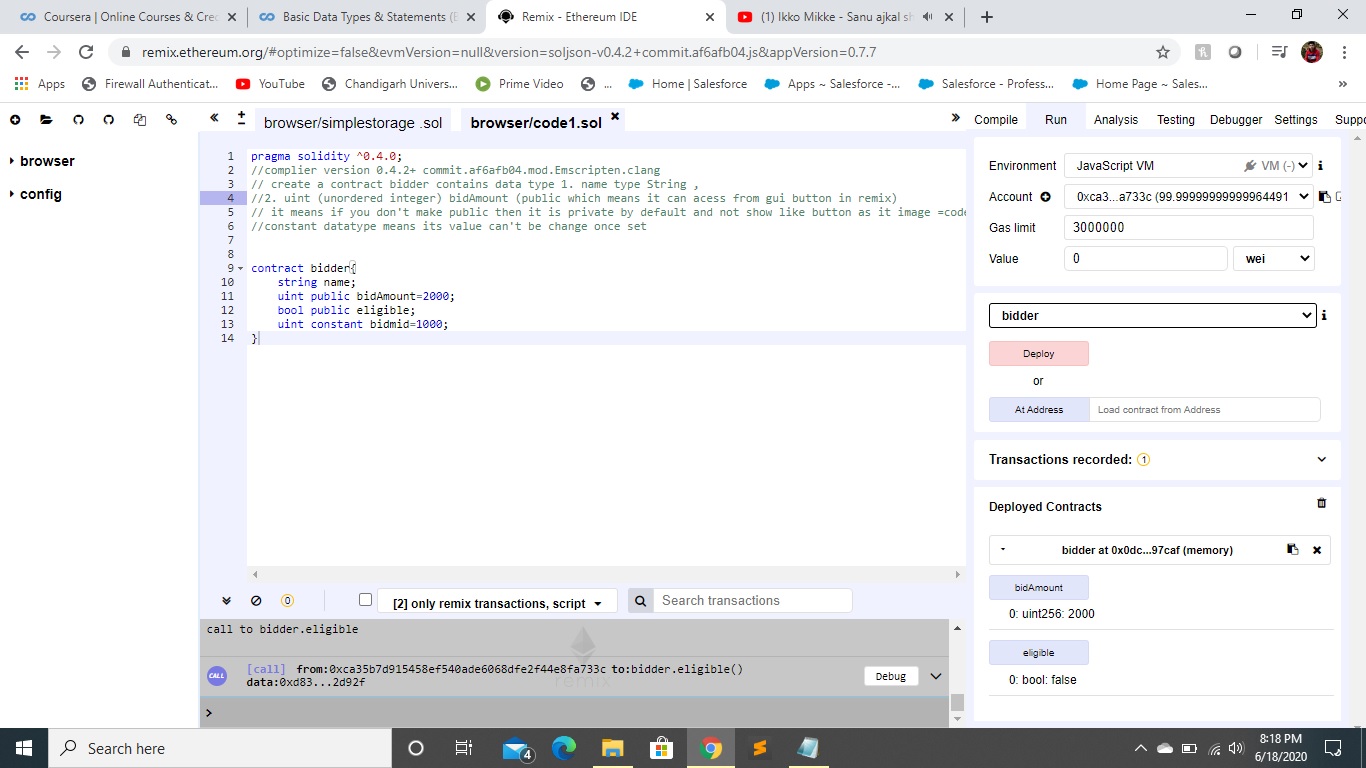 Coursera | Online Courses & Cre
Basic Data Types & Statements (
Remix - Ethereum IDE
(1) Ikko Mikke - Sanu ajkal sh
remix.ethereum.org/#optimize=false&evmVersion=null&version=soljson-v0.4.2+commit.af6afb04.js&appVersion=0.7.7
Apps
Firewall Authenticat...
YouTube
Chandigarh Univers...
Prime Video
...
Home | Salesforce
Apps ~ Salesforce -...
Salesforce - Profess...
Home Page ~ Sales...
»
browser
config
browser/simplestorage .sol
browser/code1.sol
Compile
Run
Analysis
Testing
Debugger
Settings
Suppo
1 pragma solidity ^0.4.0;
2 //complier version 0.4.2+ commit.af6afb04.mod.Emscripten.clang
3 // create a contract bidder contains data type 1. name type String ,
4 //2. uint (unordered integer) bidAmount (public which means it can acess from gui button in remix)
5 // it means if you don't make public then it is private by default and not show like button as it image =code
6 //constant datatype means its value can't be change once set
7
8
9 contract bidder{
10 string name;
11 uint public bidAmount=2000;
12 bool public eligible;
13 uint constant bidmid=1000;
14 }
Environment
JavaScript VM
VM (-)
Account
0xca3...a733c (99.99999999999964491
Gas limit
3000000
Value
0
wei
bidder
Deploy
or
At Address
Load contract from Address
Transactions recorded: 1
Deployed Contracts
bidder at 0x0dc...97caf (memory)
bidAmount
0: uint256: 2000
eligible
0: bool: false
0
[2] only remix transactions, script
Search transactions
call to bidder.eligible
CALL
[call] from:0xca35b7d915458ef540ade6068dfe2f44e8fa733c to:bidder.eligible()
data:0xd83...2d92f
Debug
remix
>
Search here
4
8:18 PM
6/18/2020